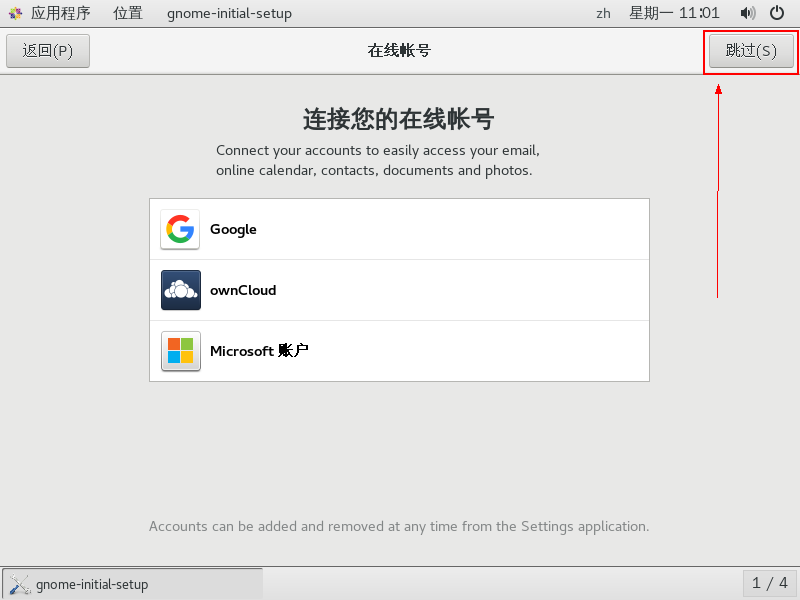 应用程序 位置 gnome-initial-setup zh 星期一 11:01
返回(P) 在线帐号 跳过(S)
连接您的在线帐号
Connect your accounts to easily access your email,
online calendar, contacts, documents and photos.
Google
ownCloud
Microsoft 账户
Accounts can be added and removed at any time from the Settings application.
gnome-initial-setup 1 / 4